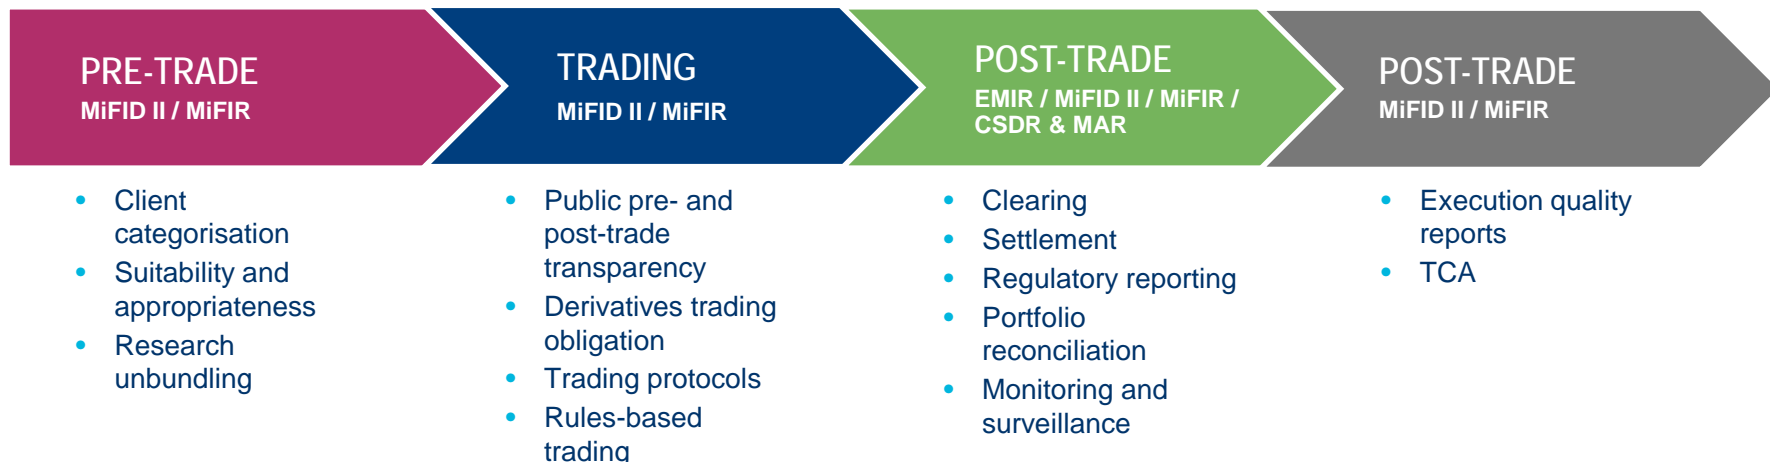 PRE-TRADE
MiFID II / MiFIR
• Client
categorisation
• Suitability and
appropriateness
• Research
unbundling
TRADING
MiFID II / MiFIR
• Public pre- and
post-trade
transparency
• Derivatives trading
obligation
• Trading protocols
• Rules-based
trading
POST-TRADE
EMIR / MiFID II / MiFIR /
CSDR & MAR
• Clearing
• Settlement
• Regulatory reporting
• Portfolio
reconciliation
• Monitoring and
surveillance
POST-TRADE
MiFID II / MiFIR
• Execution quality
reports
• TCA